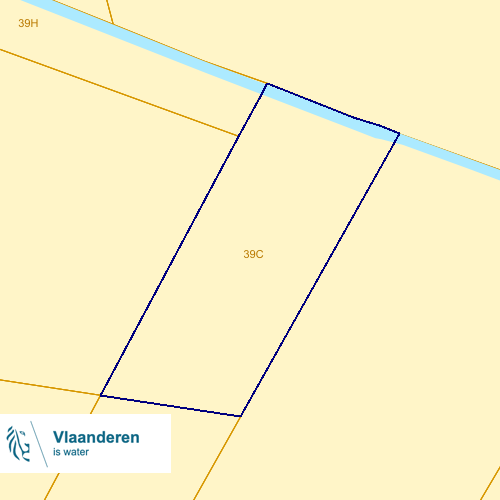 39H
39C
Vlaanderen
is water